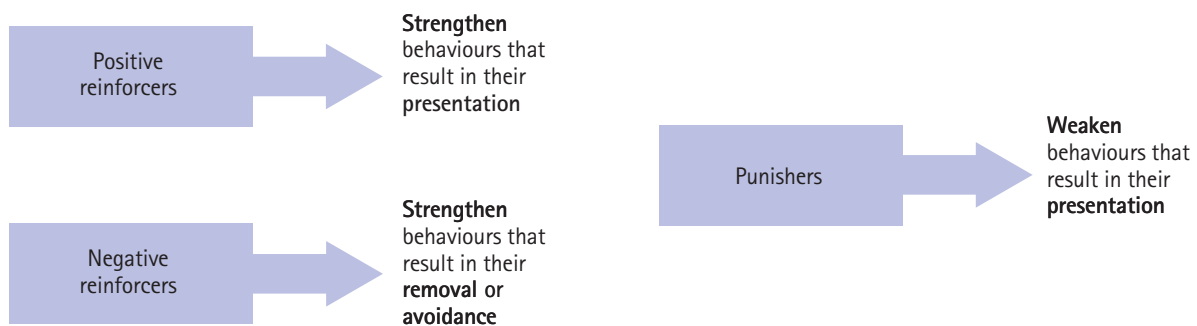 Positive
reinforcers
Strengthen
behaviours that
result in their
presentation
Negative
reinforcers
Strengthen
behaviours that
result in their
removal or
avoidance
Punishers
Weaken
behaviours that
result in their
presentation